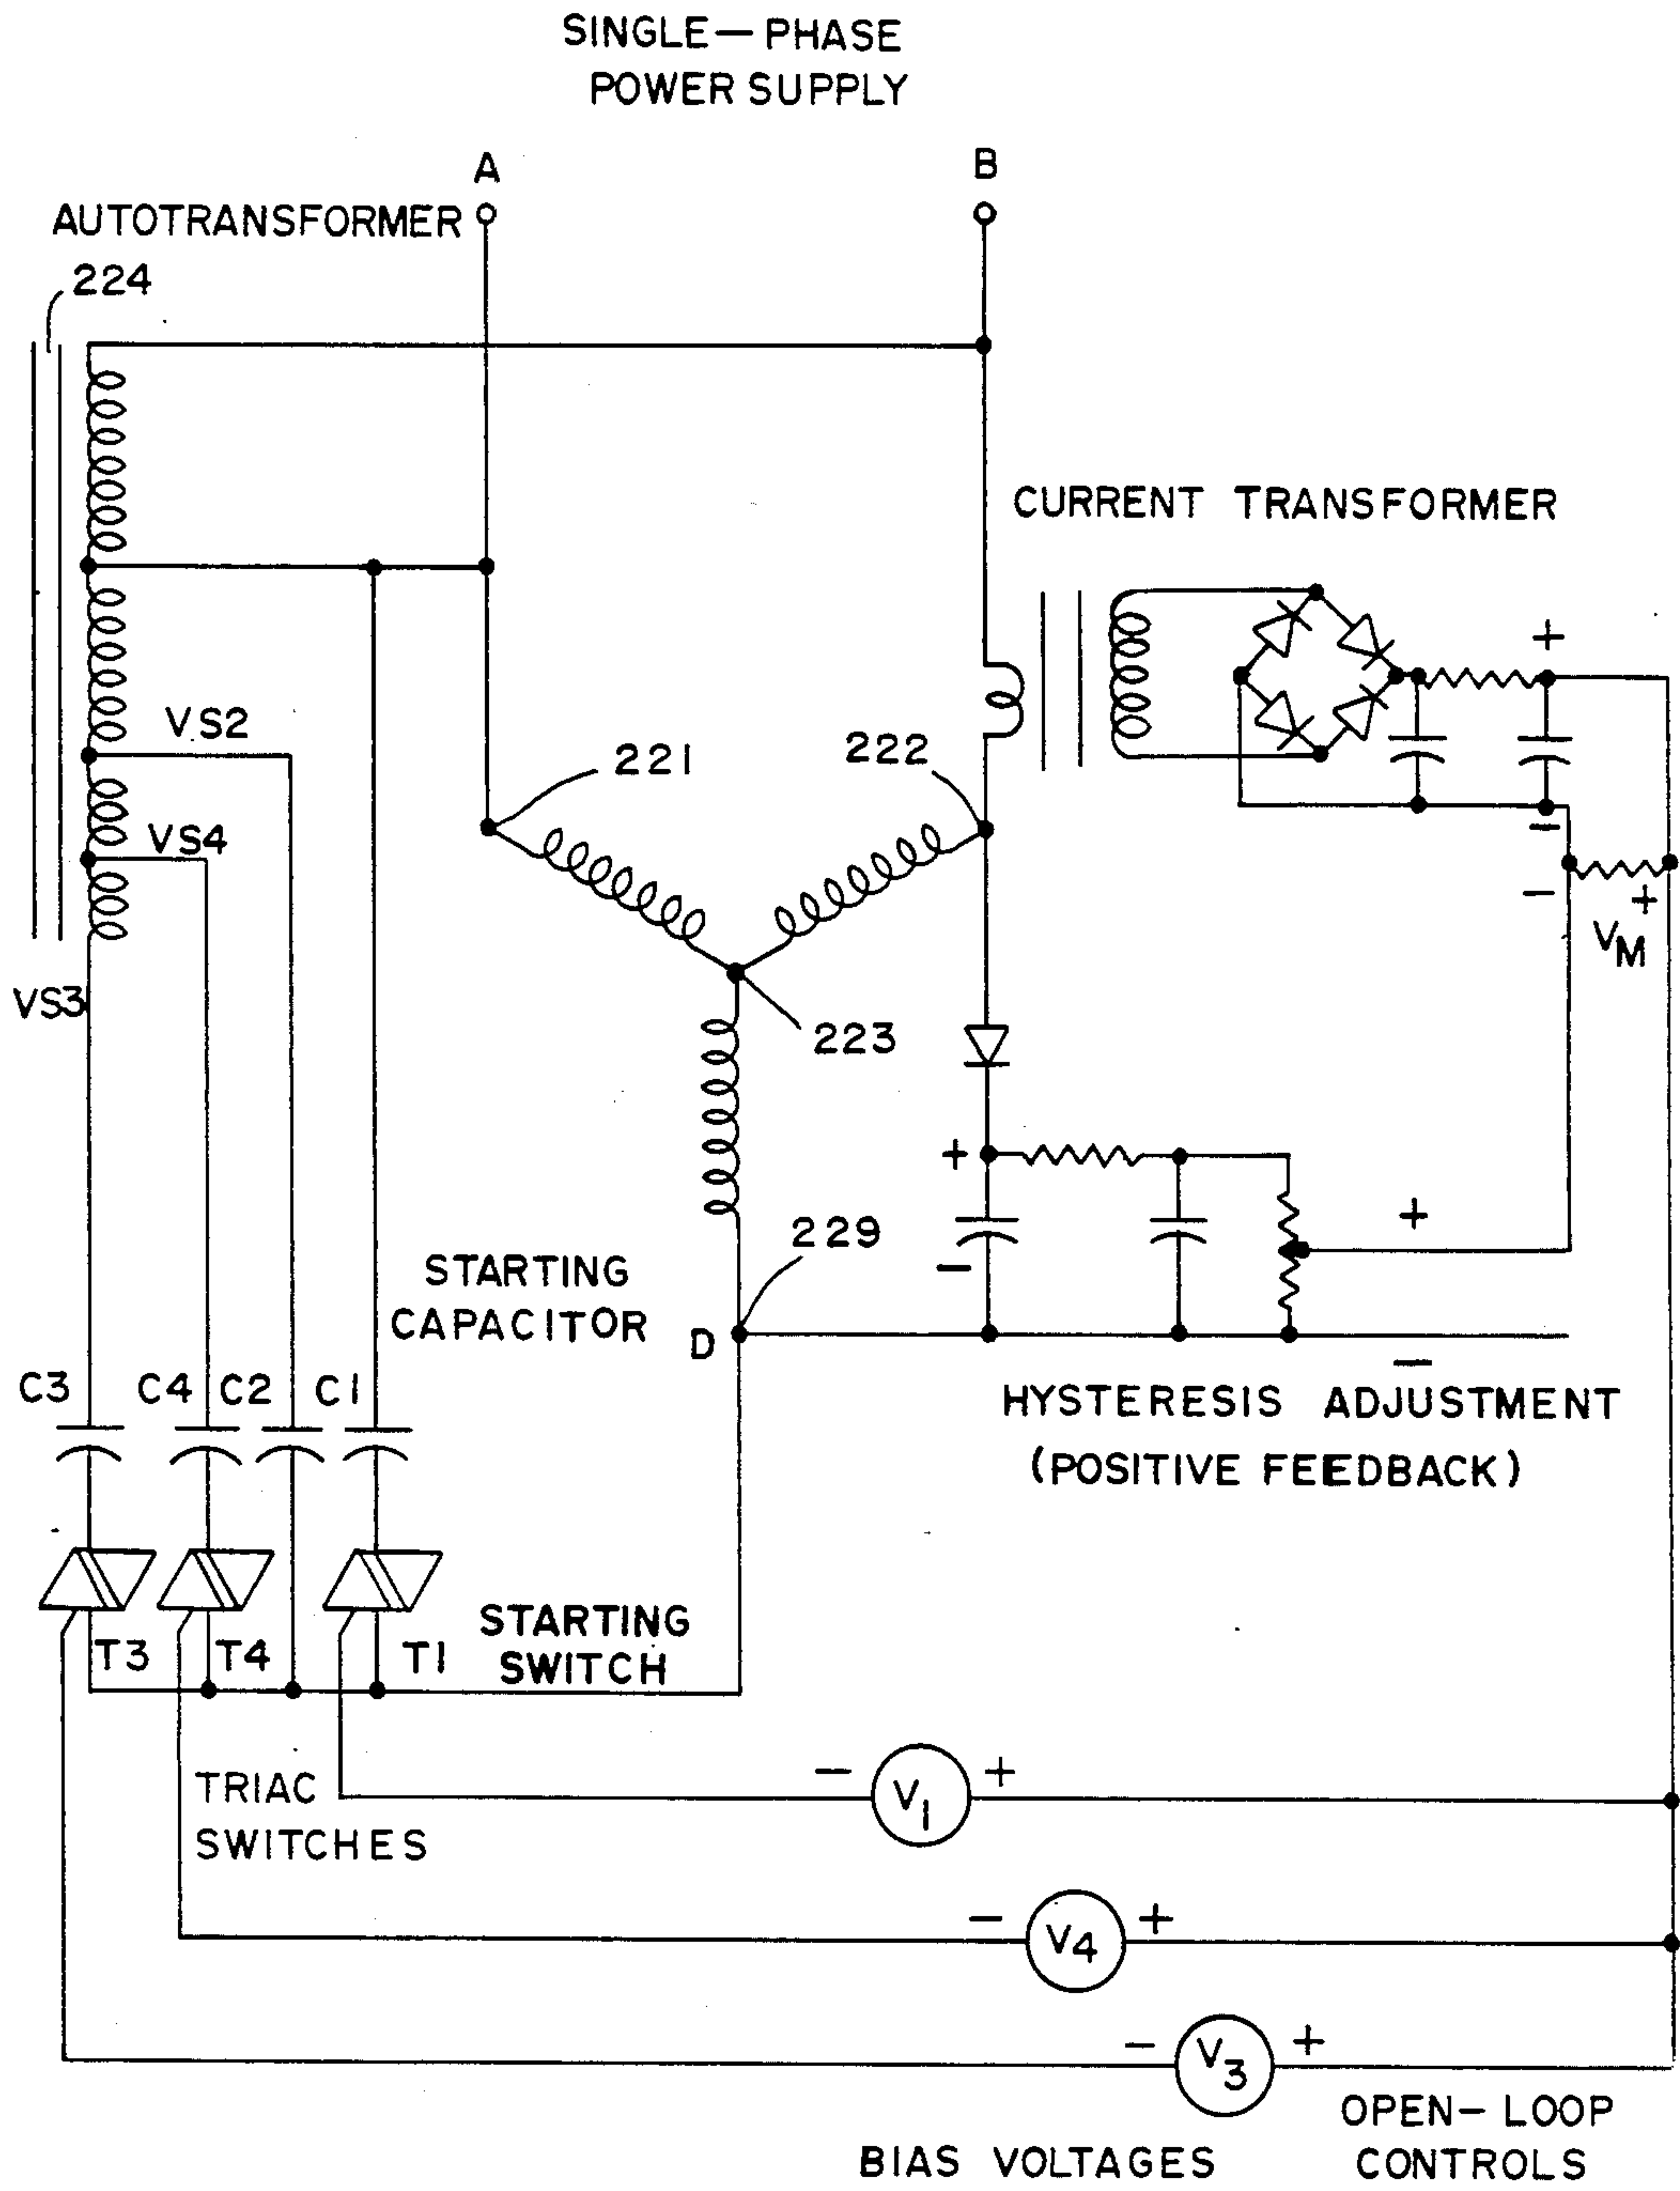 SINGLE—PHASE
POWER SUPPLY
A
B
AUTOTRANSFORMER
224
CURRENT TRANSFORMER
+
VS2
221
222
VS4
−
−
+
VM
VS3
223
+
229
+
−
STARTING
CAPACITOR
D
−
C3 C4 C2 C1
HYSTERESIS ADJUSTMENT
(POSITIVE FEEDBACK)
STARTING
SWITCH
T3 T4 T1
TRIAC
SWITCHES
− V1 +
− V4 +
− V3 +
OPEN—LOOP
CONTROLS
BIAS VOLTAGES